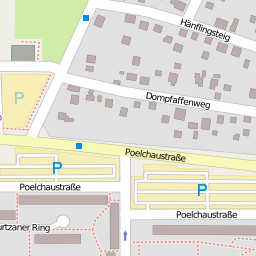 Hänflingsteig
P
Dompfaffenweg
Poelchaustraße
P
P
Poelchaustraße
Poelchaustraße
urtzaner Ring